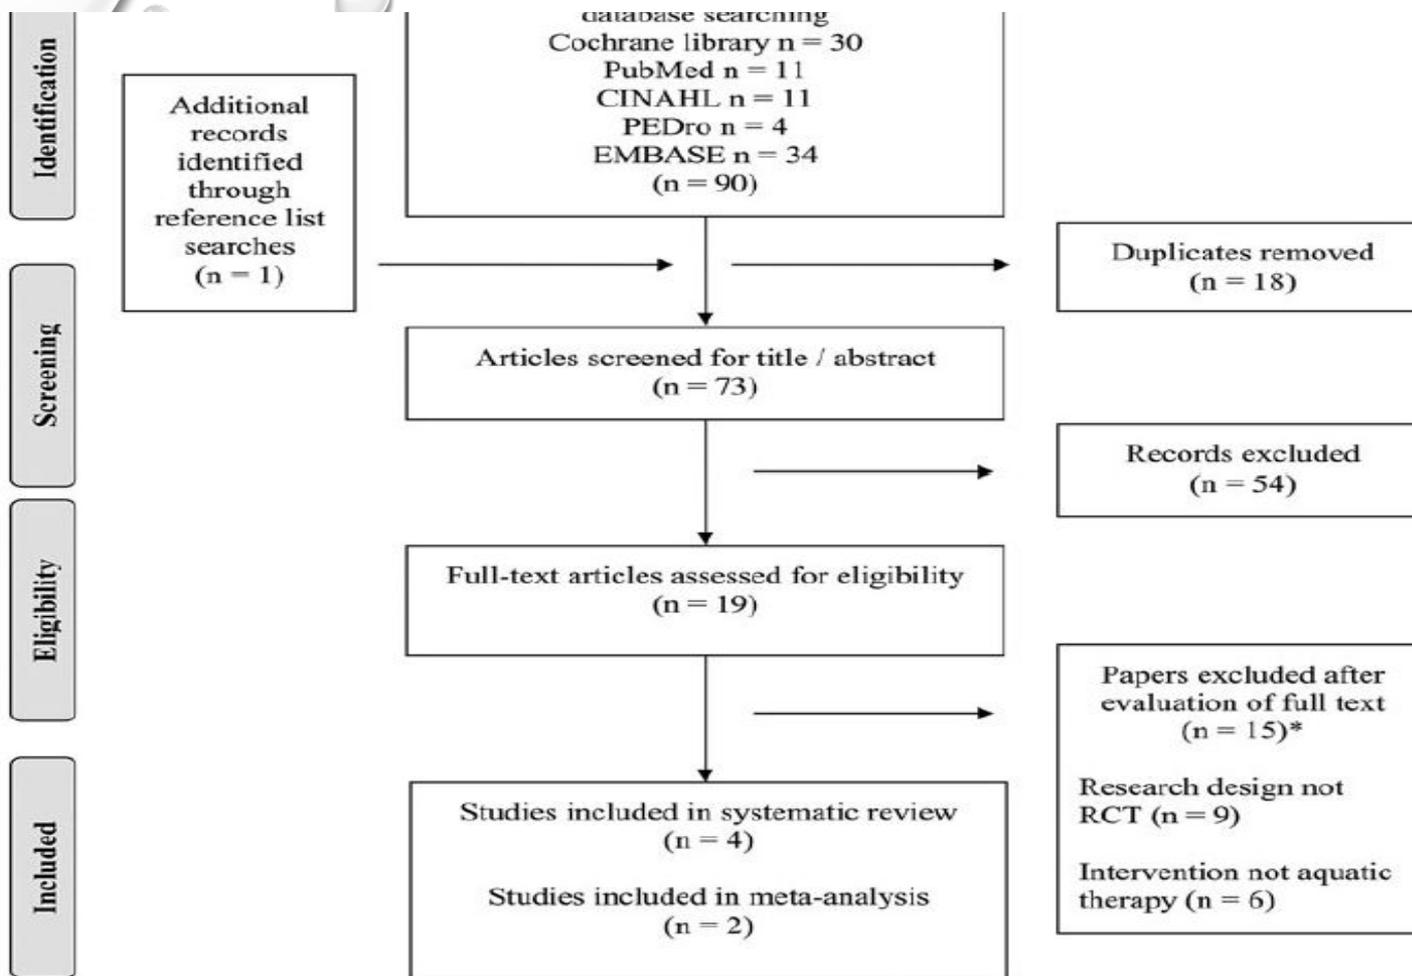 Identification
database searching
Cochrane library n = 30
PubMed n = 11
CINAHL n = 11
PEDro n = 4
EMBASE n = 34
(n = 90)
Additional
records
identified
through
reference list
searches
(n = 1)
Duplicates removed
(n = 18)
Screening
Articles screened for title / abstract
(n = 73)
Records excluded
(n = 54)
Eligibility
Full-text articles assessed for eligibility
(n = 19)
Papers excluded after
evaluation of full text
(n = 15)*
Research design not
RCT (n = 9)
Intervention not aquatic
therapy (n = 6)
Included
Studies included in systematic review
(n = 4)
Studies included in meta-analysis
(n = 2)